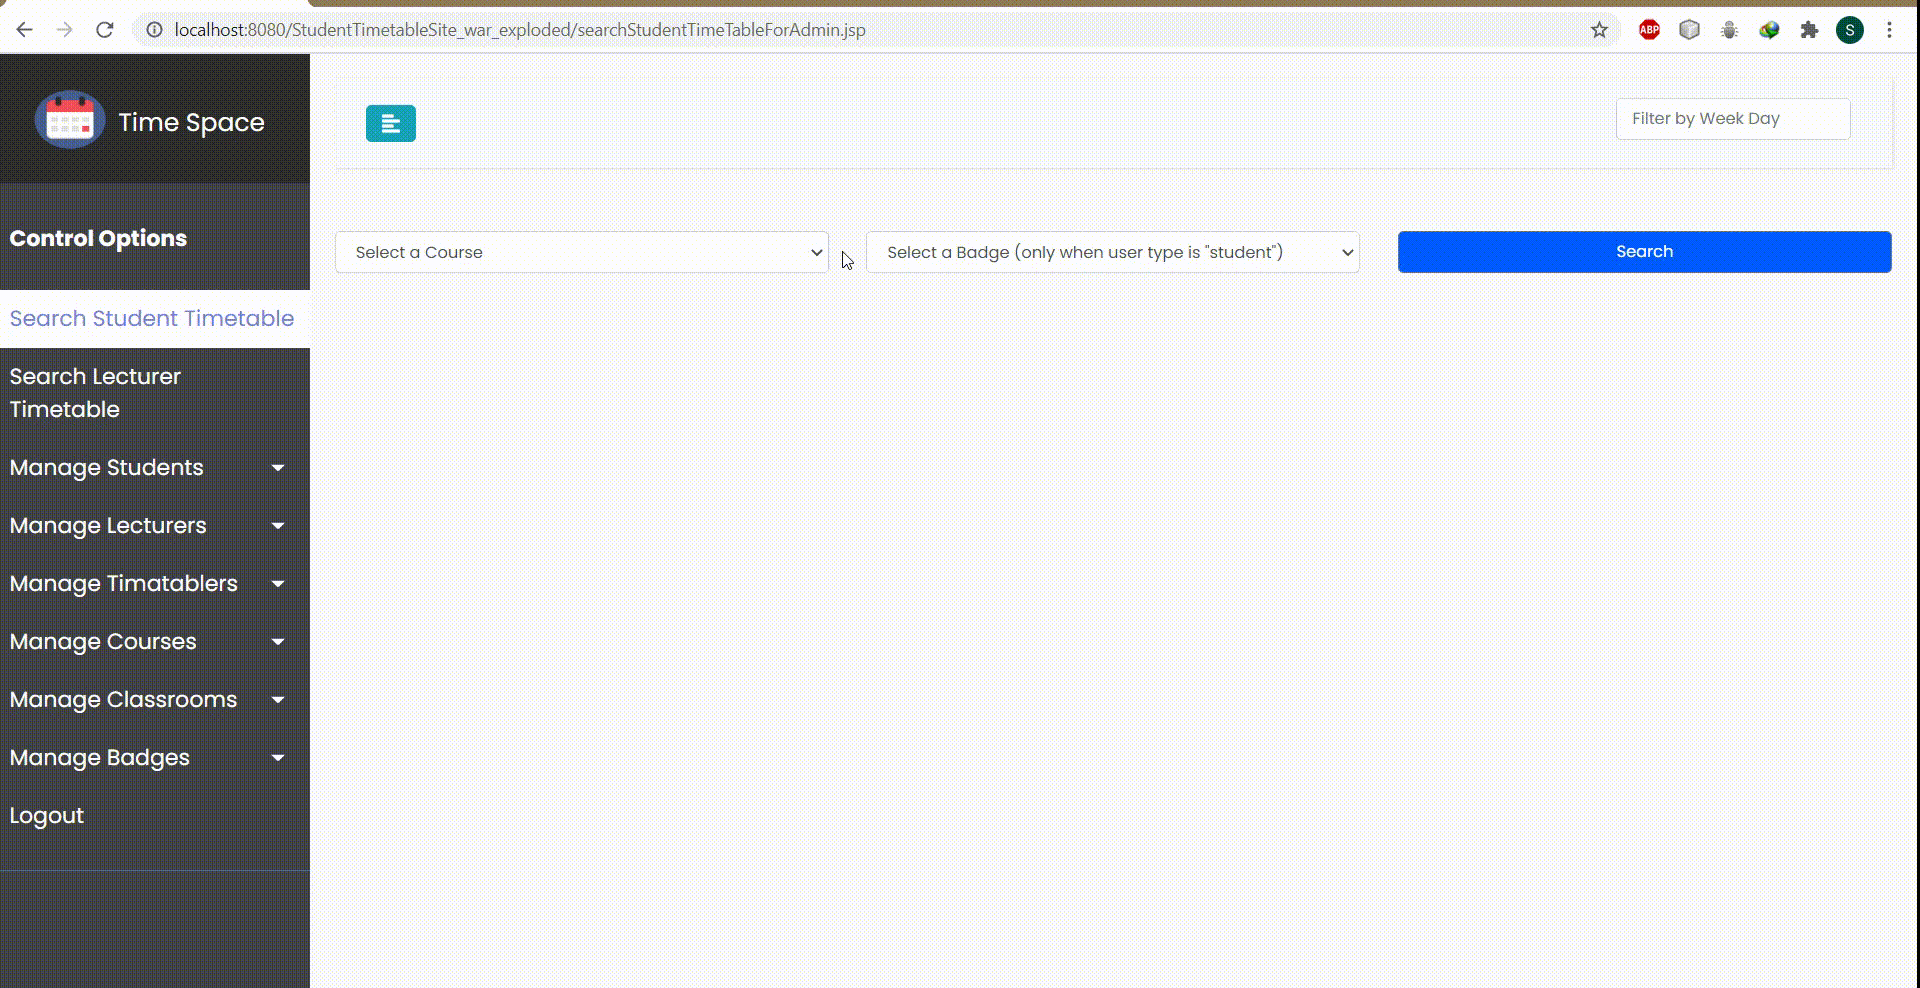 localhost:8080/StudentTimetableSite_war_exploded/searchStudentTimeTableForAdmin.jsp
ABP
S
Time Space
Filter by Week Day
Control Options
Select a Course
Select a Badge (only when user type is "student")
Search
Search Student Timetable
Search Lecturer
Timetable
Manage Students
Manage Lecturers
Manage Timatablers
Manage Courses
Manage Classrooms
Manage Badges
Logout